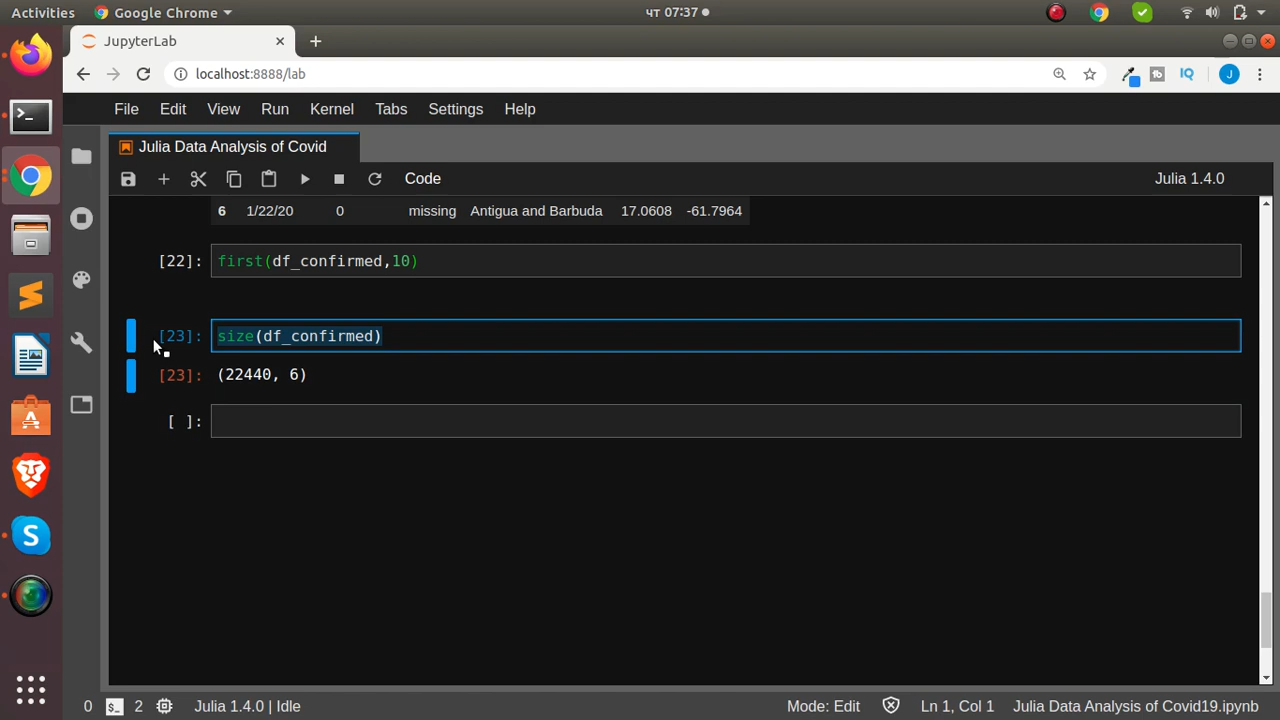 Activities Google Chrome чт 07:37
JupyterLab
localhost:8888/lab
File Edit View Run Kernel Tabs Settings Help
Julia Data Analysis of Covid
Code Julia 1.4.0
6 1/22/20 0 missing Antigua and Barbuda 17.0608 -61.7964
[22]: first(df_confirmed,10)
[23]: size(df_confirmed)
[23]: (22440, 6)
[ ]:
0 $_ 2 Julia 1.4.0 | Idle Mode: Edit Ln 1, Col 1 Julia Data Analysis of Covid19.ipynb